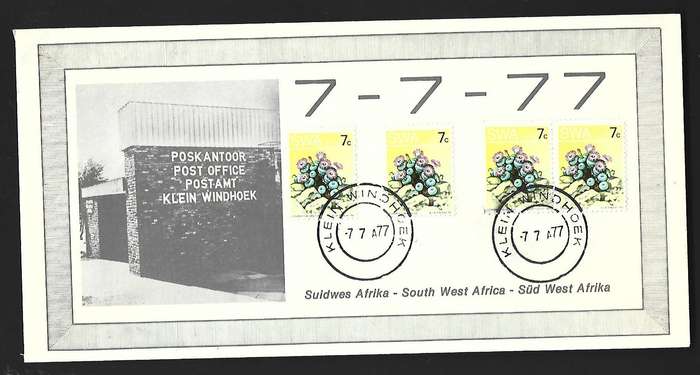 7 - 7 - 77
POSKANTOOR
POST OFFICE
POSTAMT
KLEIN WINDHOEK
SWA 7c
SWA 7c
SWA 7c
SWA 7c
KLEIN WINDHOEK
-7 7 A77
KLEIN WINDHOEK
-7 7 A77
Suidwes Afrika - South West Africa - Süd West Afrika